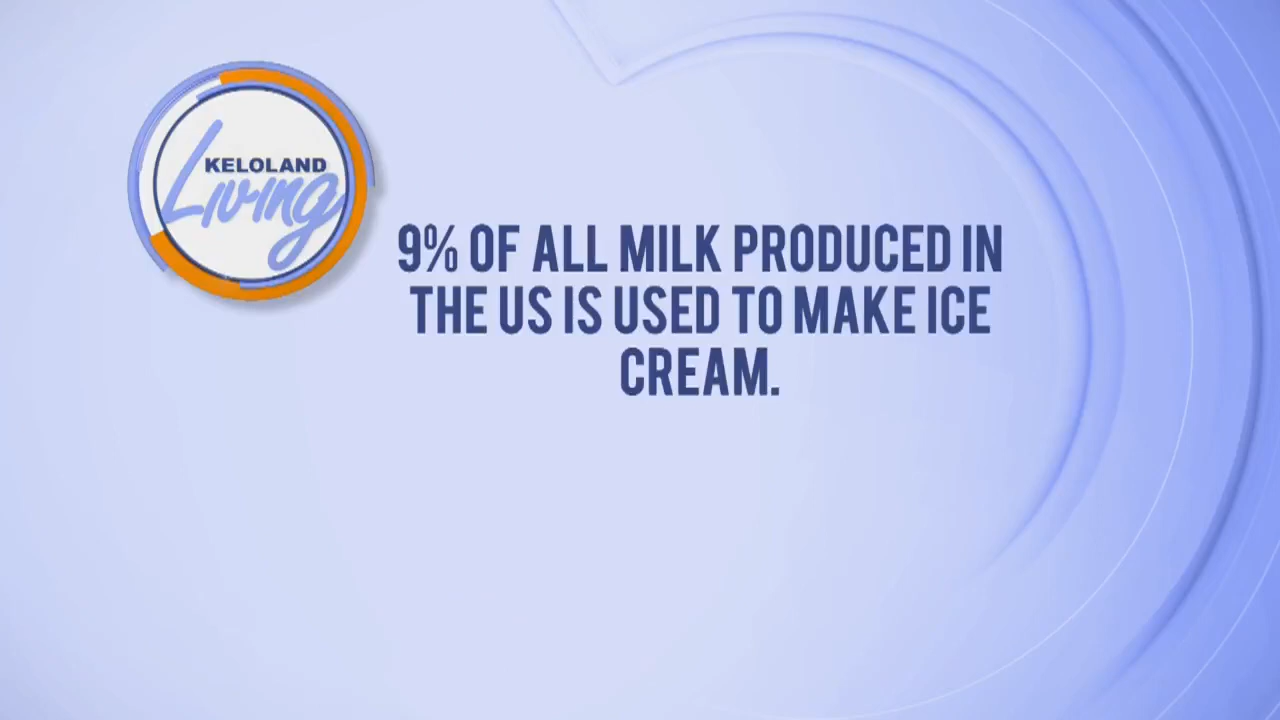 KELOLAND
Living
9% OF ALL MILK PRODUCED IN
THE US IS USED TO MAKE ICE
CREAM.